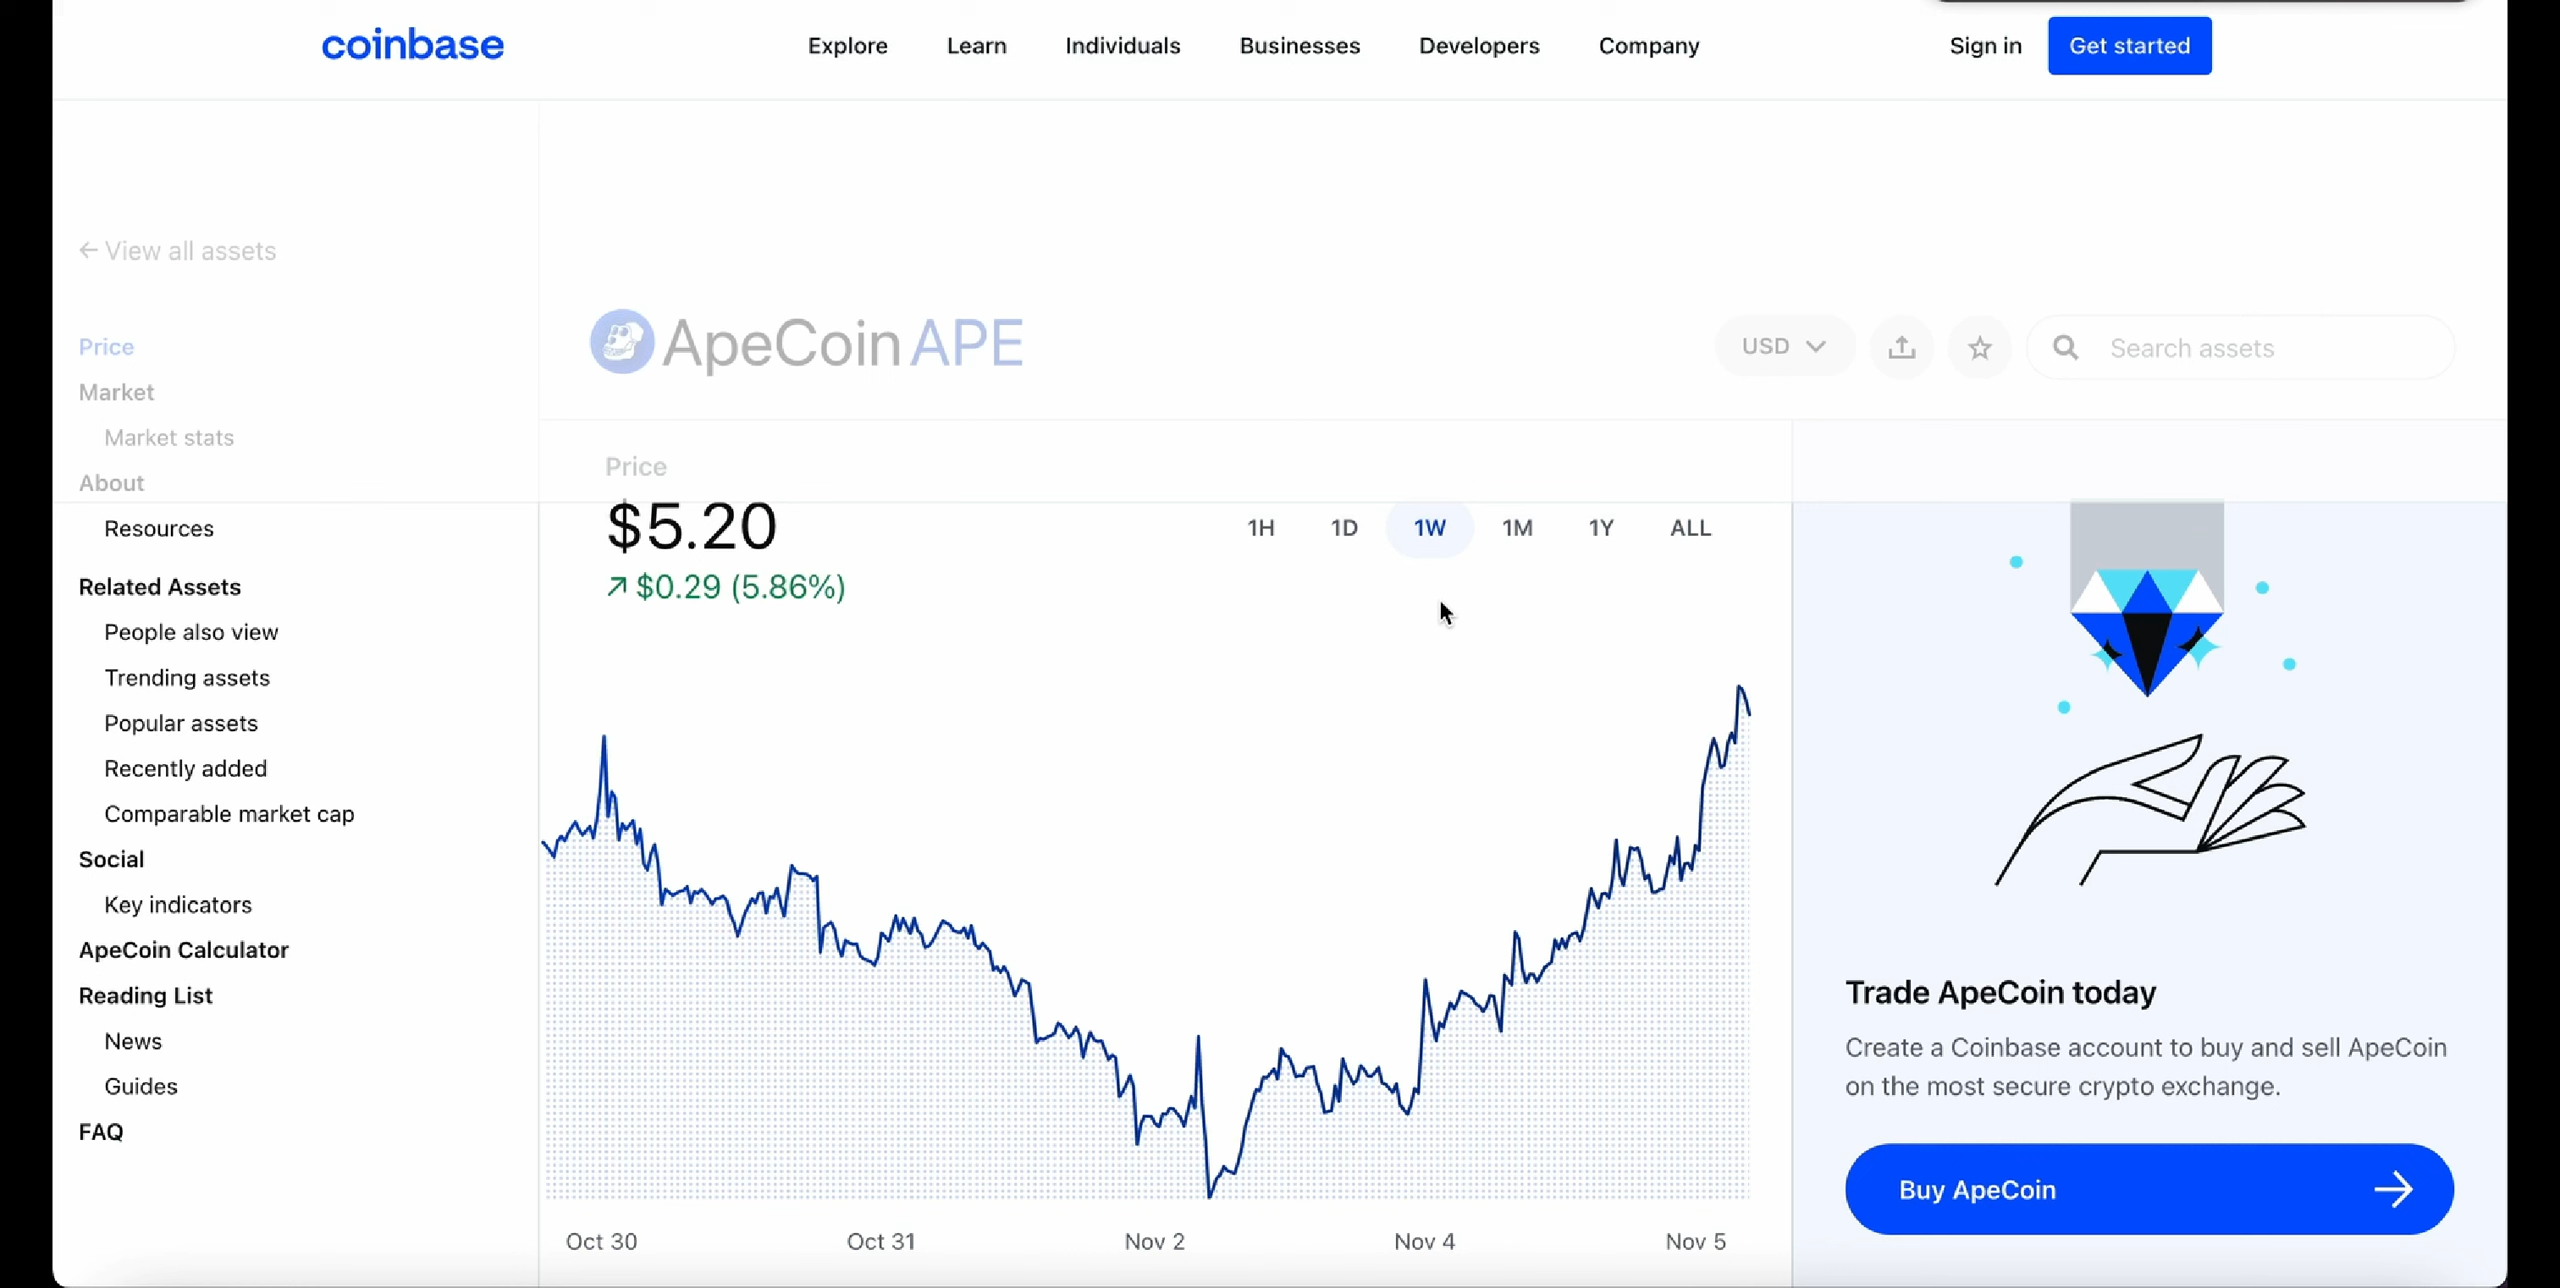 coinbase
Explore Learn Individuals Businesses Developers Company
Sign in Get started
← View all assets
Price
Market
Market stats
About
Resources
Related Assets
People also view
Trending assets
Popular assets
Recently added
Comparable market cap
Social
Key indicators
ApeCoin Calculator
Reading List
News
Guides
FAQ
ApeCoin APE
USD
Search assets
Price
$5.20
↗ $0.29 (5.86%)
1H 1D 1W 1M 1Y ALL
Oct 30 Oct 31 Nov 2 Nov 4 Nov 5
Trade ApeCoin today
Create a Coinbase account to buy and sell ApeCoin
on the most secure crypto exchange.
Buy ApeCoin